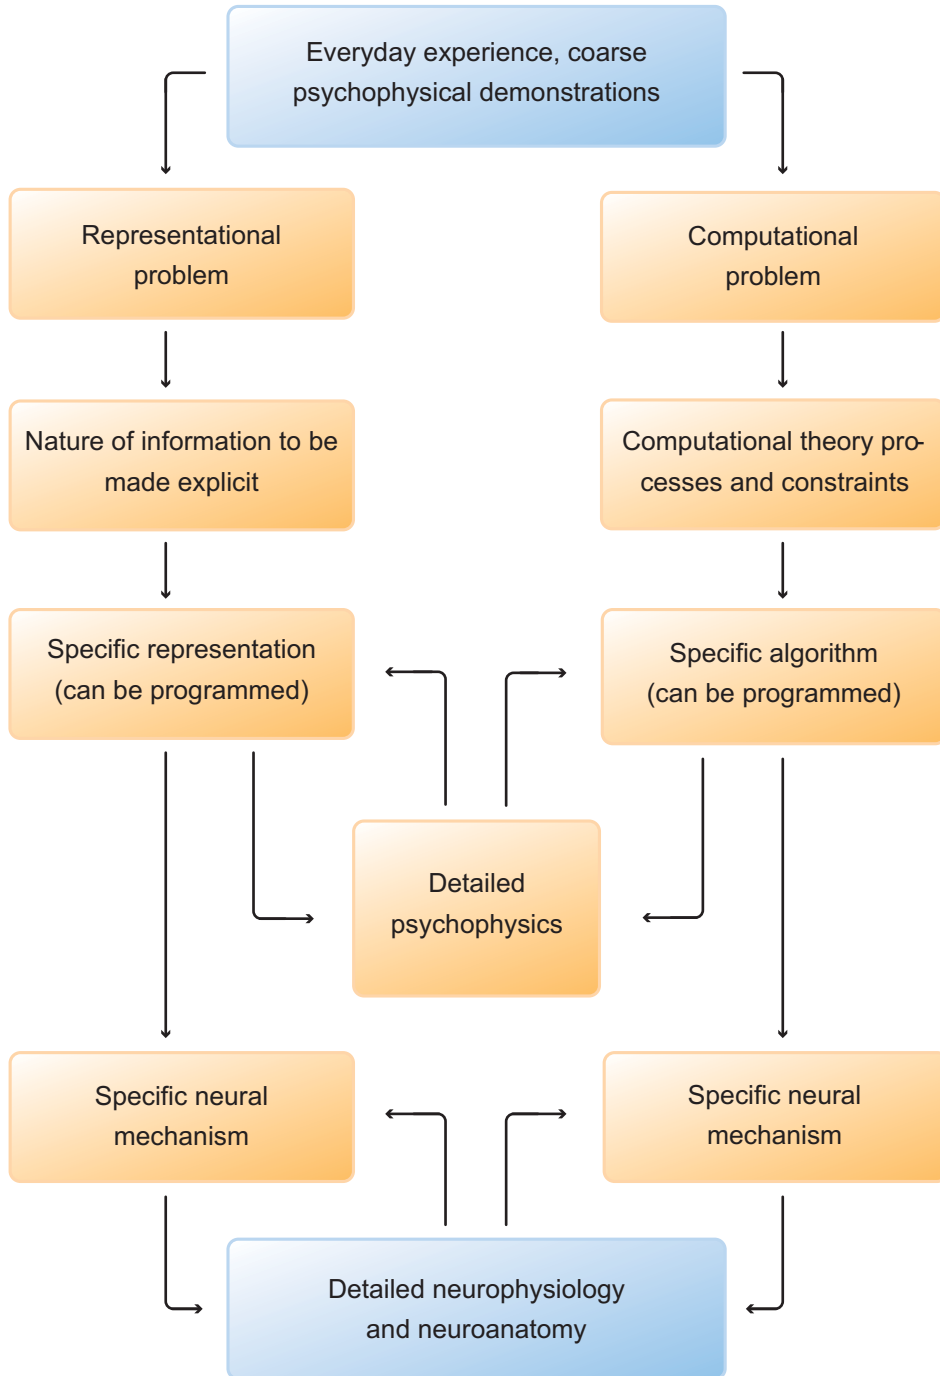 Everyday experience, coarse
psychophysical demonstrations
Representational
problem
Computational
problem
Nature of information to be
made explicit
Computational theory pro-
cesses and constraints
Specific representation
(can be programmed)
Specific algorithm
(can be programmed)
Detailed
psychophysics
Specific neural
mechanism
Specific neural
mechanism
Detailed neurophysiology
and neuroanatomy